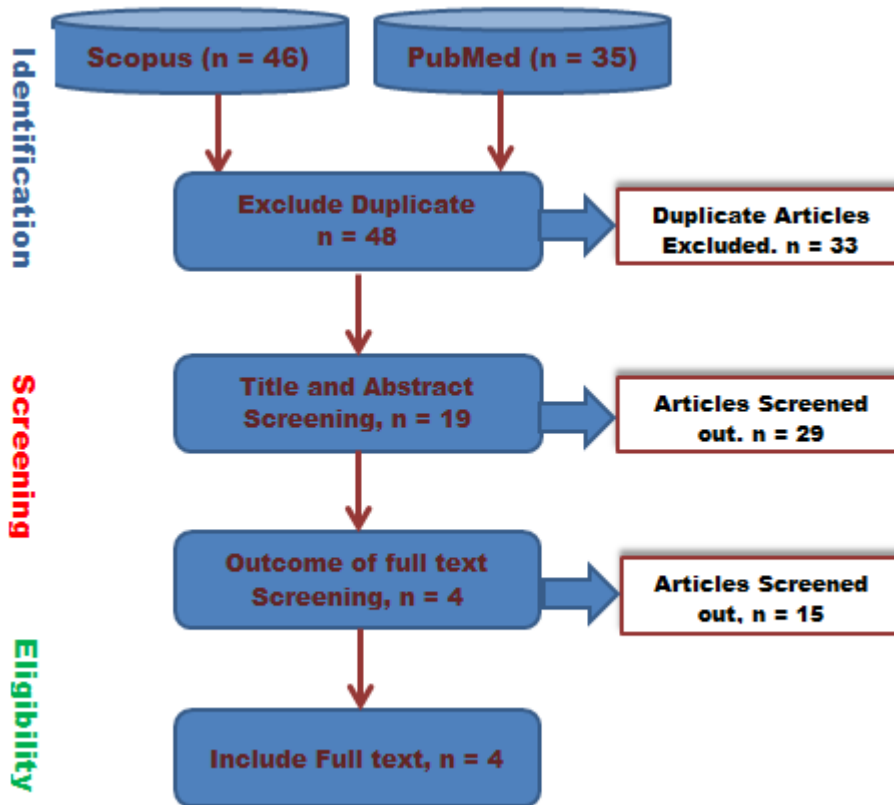 Identification
Scopus (n = 46)
PubMed (n = 35)
Exclude Duplicate
n = 48
Duplicate Articles
Excluded. n = 33
Screening
Title and Abstract
Screening, n = 19
Articles Screened
out. n = 29
Outcome of full text
Screening, n = 4
Articles Screened
out, n = 15
Eligibility
Include Full text, n = 4